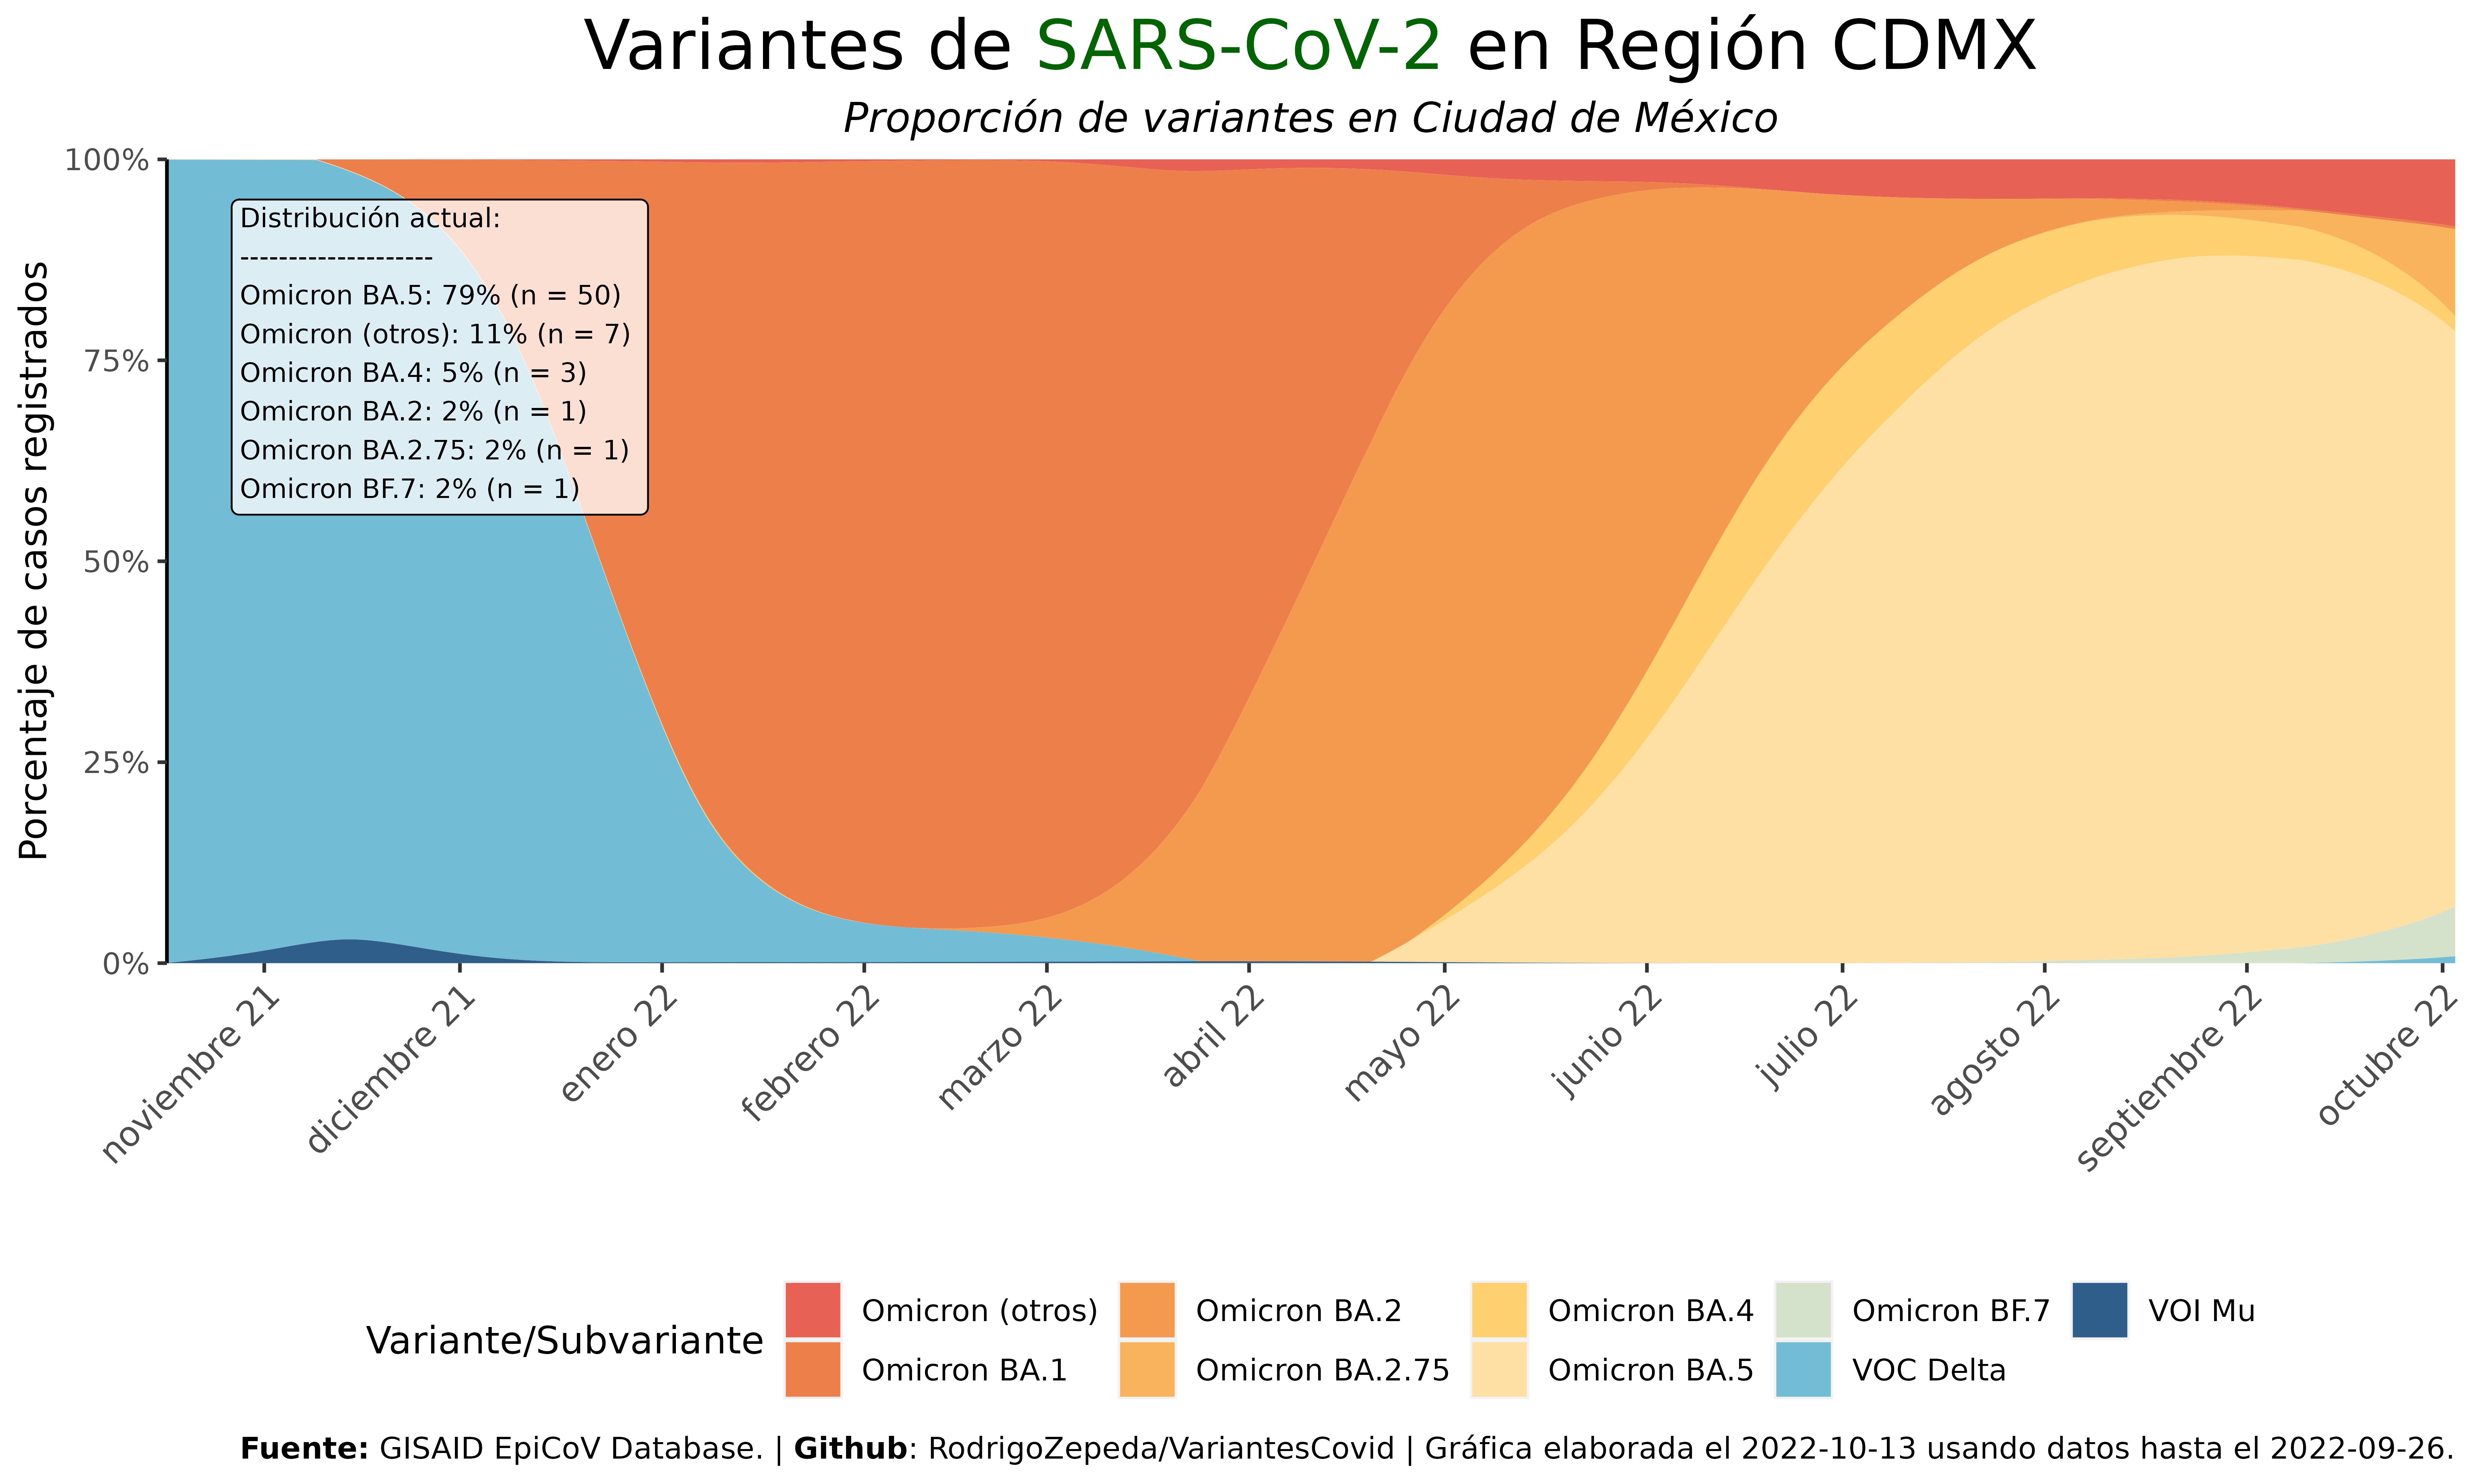 Variantes de SARS-CoV-2 en Región CDMX
Proporción de variantes en Ciudad de México
Porcentaje de casos registrados
100%
75%
50%
25%
0%
Distribución actual:
--------------------
Omicron BA.5: 79% (n = 50)
Omicron (otros): 11% (n = 7)
Omicron BA.4: 5% (n = 3)
Omicron BA.2: 2% (n = 1)
Omicron BA.2.75: 2% (n = 1)
Omicron BF.7: 2% (n = 1)
noviembre 21
diciembre 21
enero 22
febrero 22
marzo 22
abril 22
mayo 22
junio 22
julio 22
agosto 22
septiembre 22
octubre 22
Variante/Subvariante
Omicron (otros)
Omicron BA.1
Omicron BA.2
Omicron BA.2.75
Omicron BA.4
Omicron BA.5
Omicron BF.7
VOC Delta
VOI Mu
Fuente: GISAID EpiCoV Database. | Github: RodrigoZepeda/VariantesCovid | Gráfica elaborada el 2022-10-13 usando datos hasta el 2022-09-26.